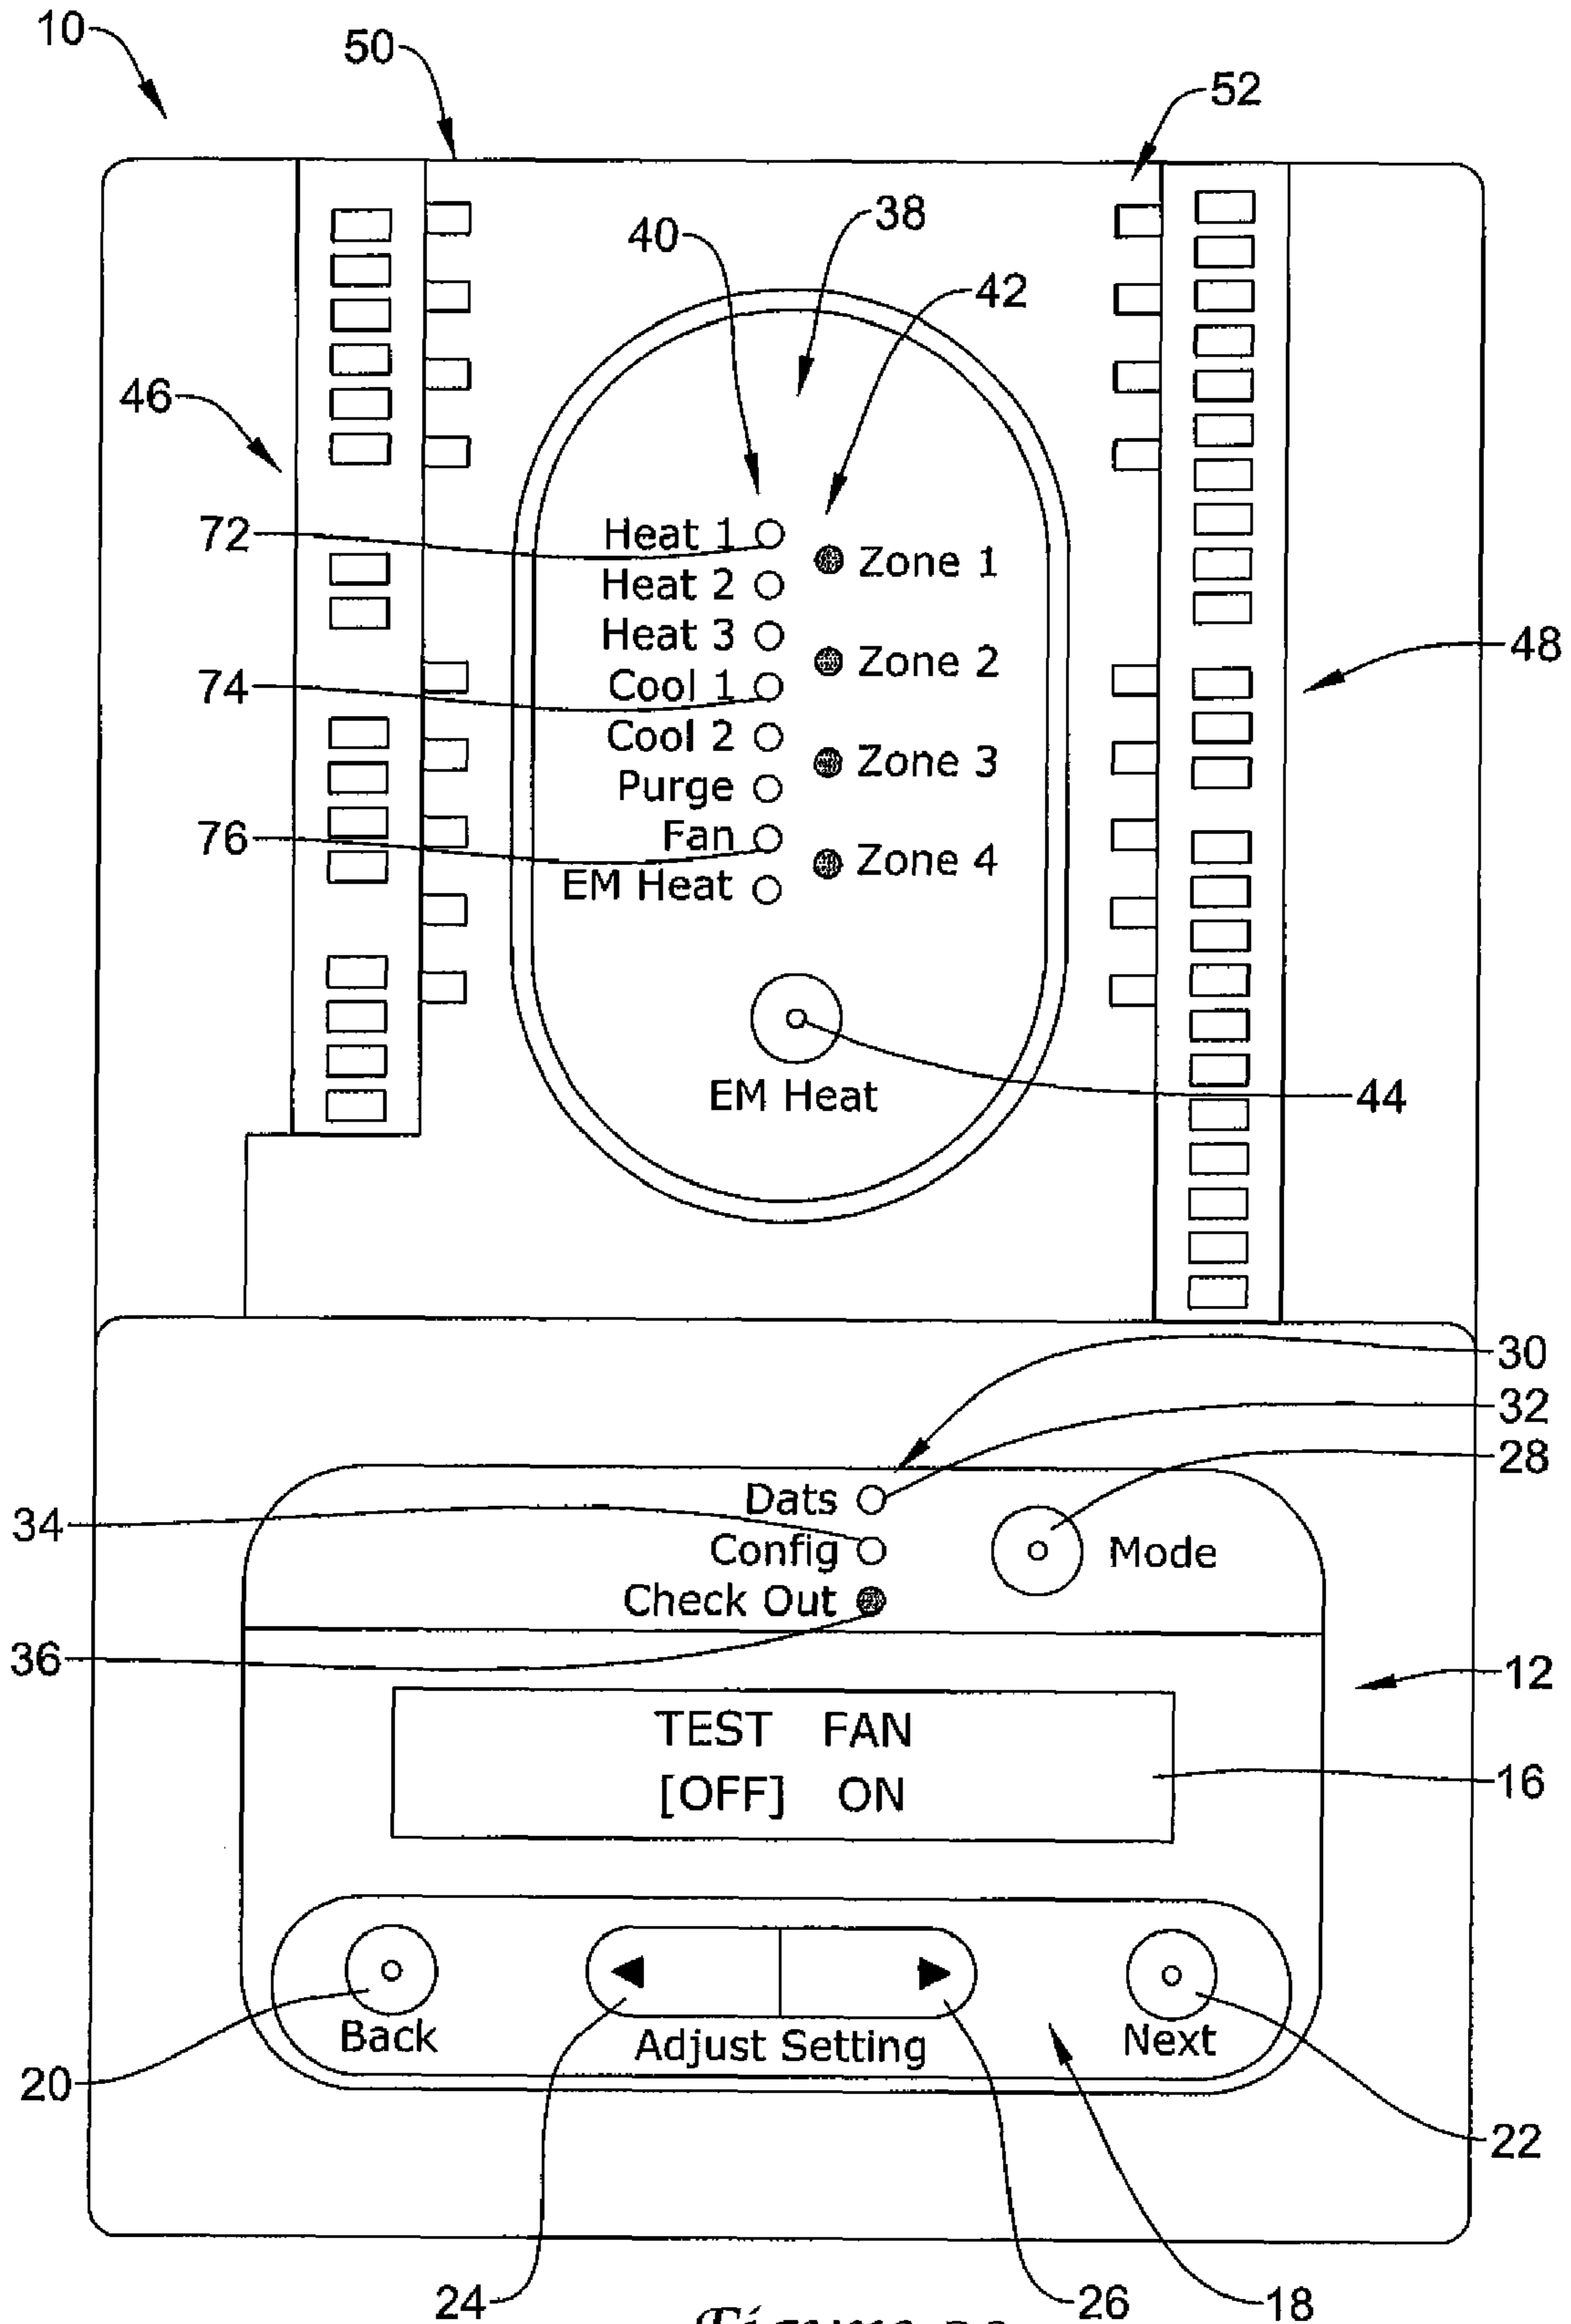 10
50
52
40
38
42
46
72
Heat 1
Zone 1
Heat 2
Heat 3
48
74
Cool 1
Zone 2
Cool 2
Zone 3
Purge
76
Fan
Zone 4
EM Heat
EM Heat
44
30
32
28
34
Dats
Config
Mode
Check Out
36
12
TEST FAN
[OFF] ON
16
Back
Adjust Setting
Next
20
22
24
26
18
Figure